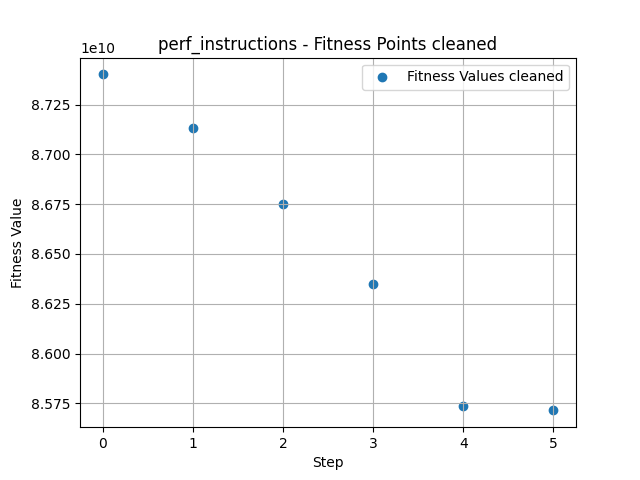 perf_instructions - Fitness Points cleaned
1e10
Fitness Values cleaned
8.725
8.700
8.675
8.650
8.625
8.600
8.575
Fitness Value
0 1 2 3 4 5
Step